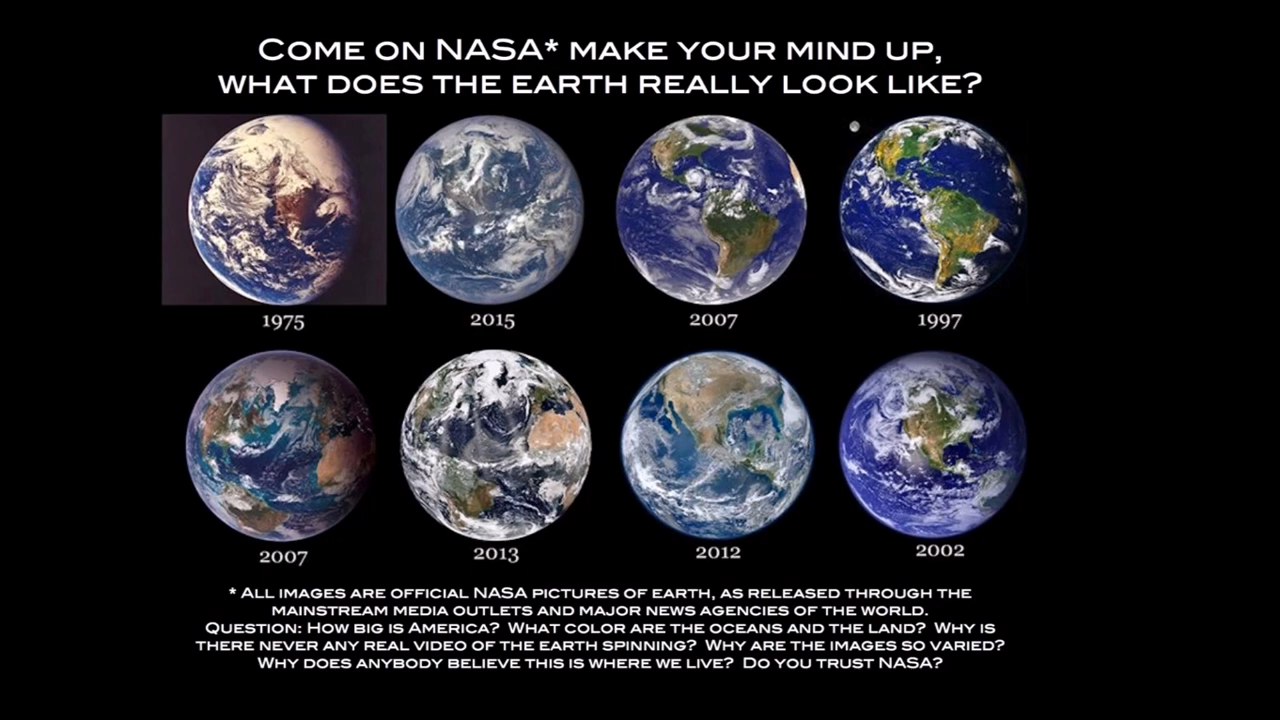 COME ON NASA* MAKE YOUR MIND UP,
WHAT DOES THE EARTH REALLY LOOK LIKE?
1975
2015
2007
1997
2007
2013
2012
2002
* ALL IMAGES ARE OFFICIAL NASA PICTURES OF EARTH, AS RELEASED THROUGH THE
MAINSTREAM MEDIA OUTLETS AND MAJOR NEWS AGENCIES OF THE WORLD.
QUESTION: HOW BIG IS AMERICA? WHAT COLOR ARE THE OCEANS AND THE LAND? WHY IS
THERE NEVER ANY REAL VIDEO OF THE EARTH SPINNING? WHY ARE THE IMAGES SO VARIED?
WHY DOES ANYBODY BELIEVE THIS IS WHERE WE LIVE? DO YOU TRUST NASA?